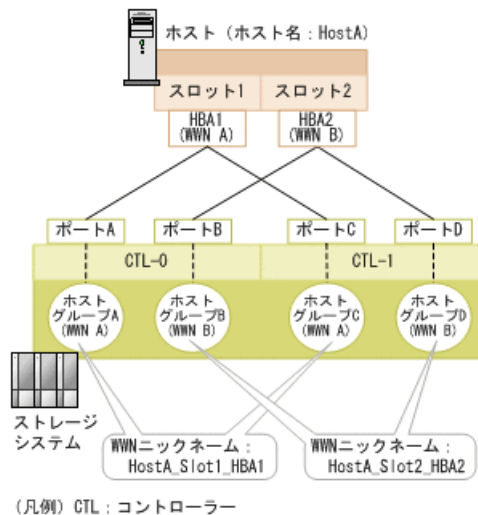 ホスト (ホスト名:HostA)
スロット1
スロット2
HBA1
(WWN A)
HBA2
(WWN B)
ポートA
ポートB
ポートC
ポートD
CTL-0
CTL-1
ホスト
グループA
(WWN A)
ホスト
グループB
(WWN B)
ホスト
グループC
(WWN A)
ホスト
グループD
(WWN B)
ストレージ
システム
WWNニックネーム:
HostA_Slot1_HBA1
WWNニックネーム:
HostA_Slot2_HBA2
(凡例) CTL:コントローラー